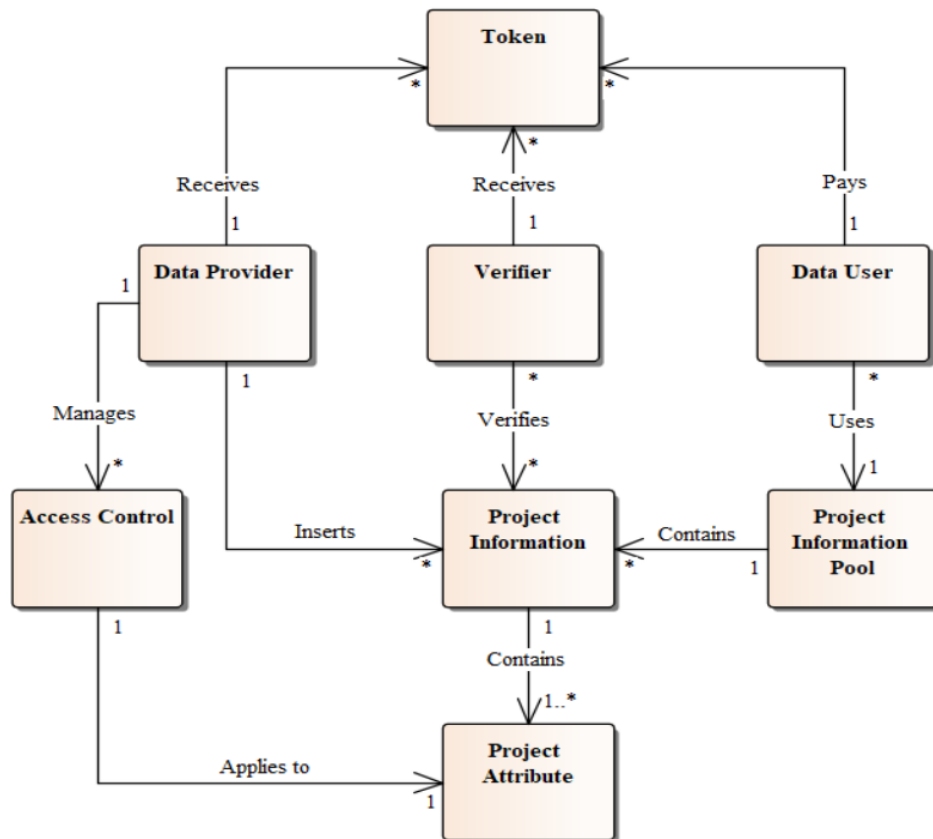 Token
*
*
*
Receives
Receives
Pays
1
1
1
Data Provider
Verifier
Data User
1
1
*
*
Manages
Verifies
Uses
*
*
1
Access Control
Project
Information
Project
Information
Pool
Inserts
Contains
*
*
1
1
1
Contains
1..*
Project
Attribute
Applies to
1